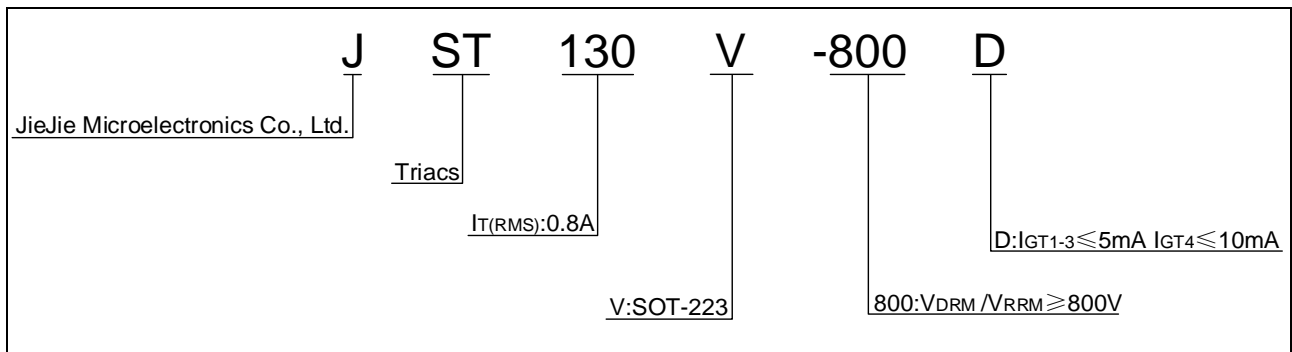 J ST 130 V -800 D
JieJie Microelectronics Co., Ltd.
Triacs
IT(RMS):0.8A
D:IGT1-3≤5mA IGT4≤10mA
V:SOT-223
800:VDRM /VRRM≥800V